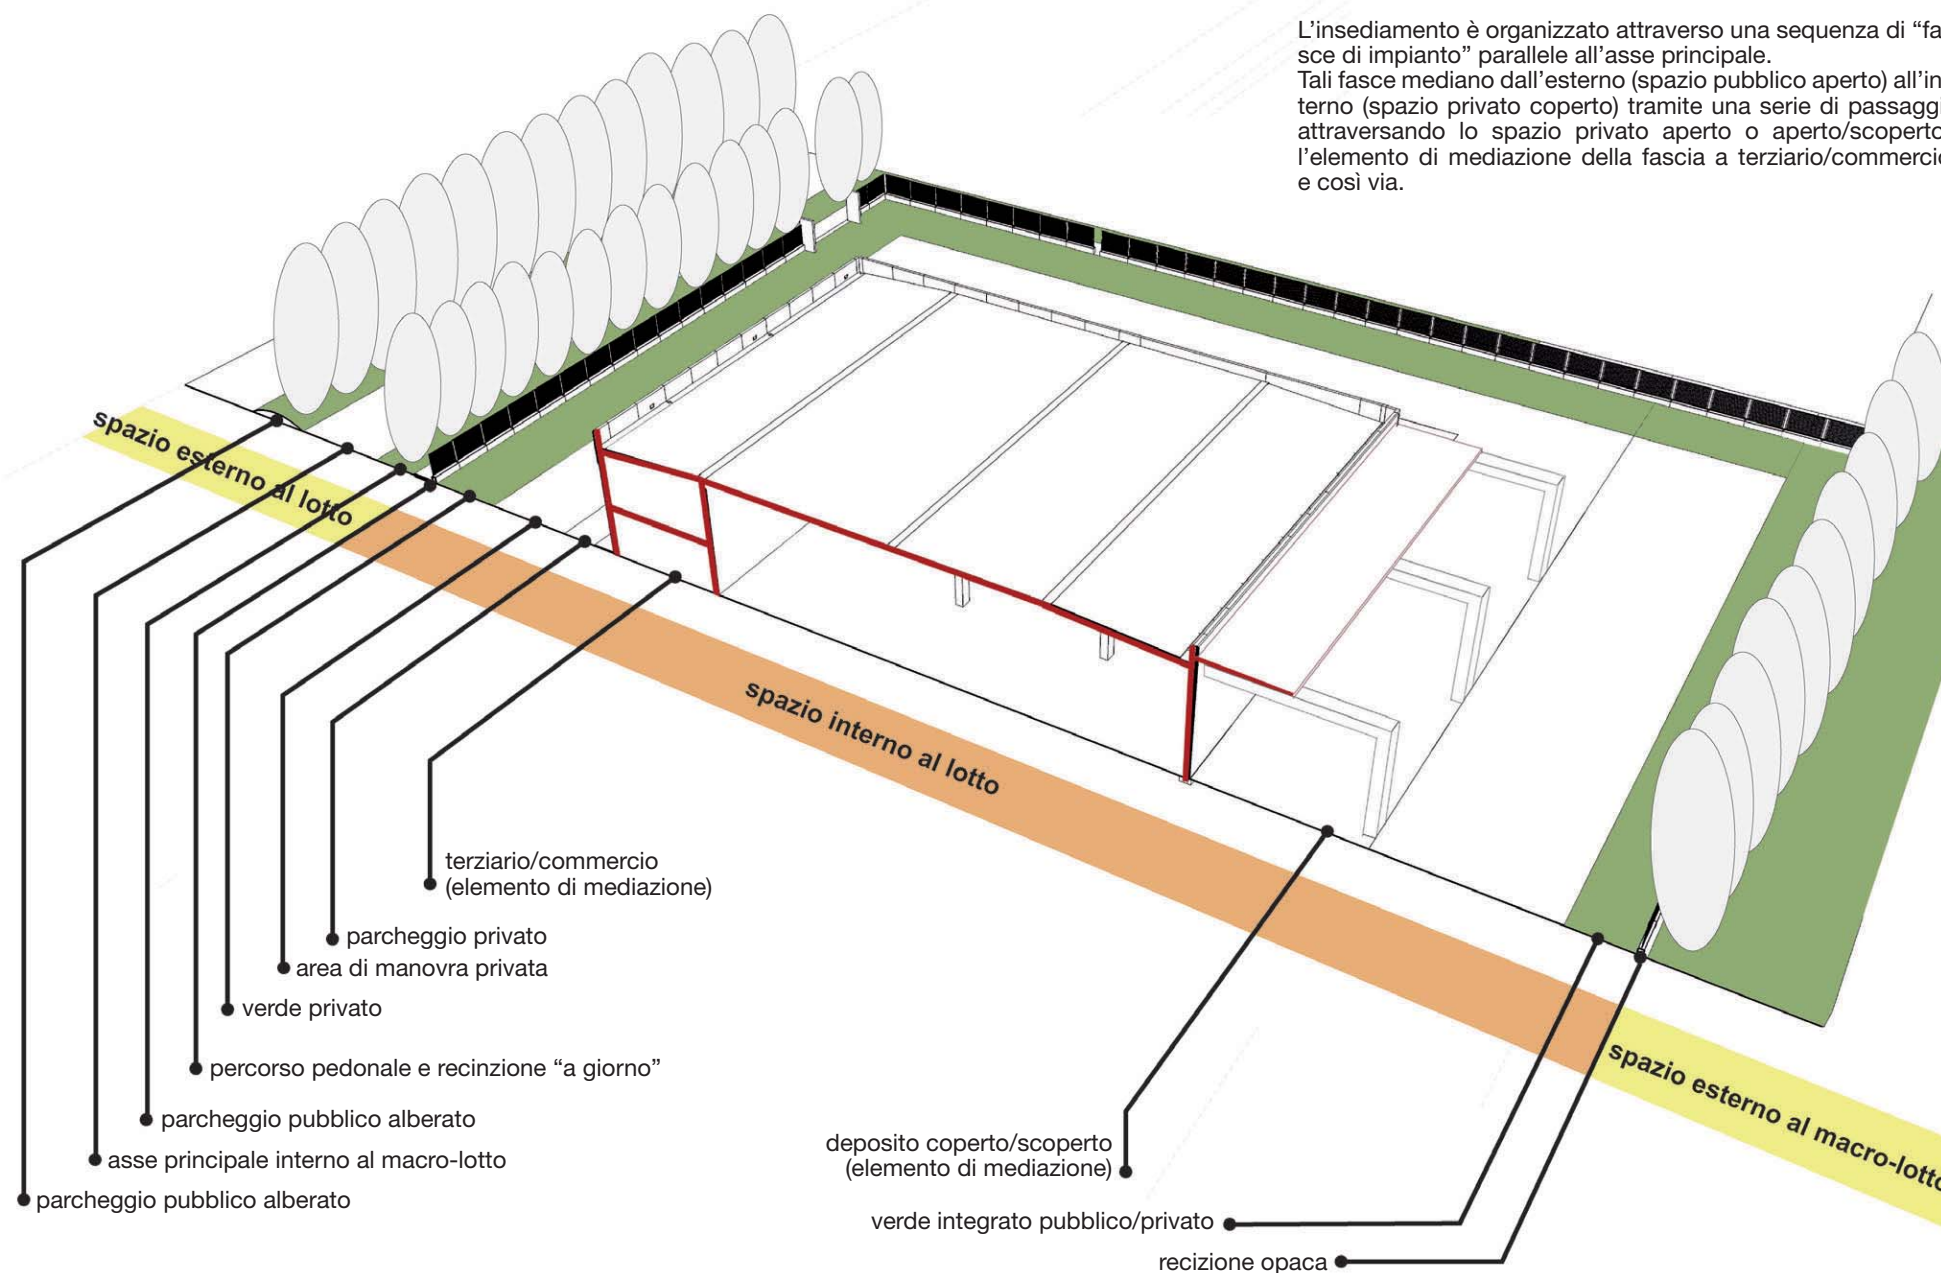 L’insediamento è organizzato attraverso una sequenza di “fa
sce di impianto” parallele all’asse principale.
Tali fasce mediano dall’esterno (spazio pubblico aperto) all’in
terno (spazio privato coperto) tramite una serie di passaggi
attraversando lo spazio privato aperto o aperto/scoperto
l’elemento di mediazione della fascia a terziario/commercio
e così via.
spazio esterno al lotto
spazio interno al lotto
spazio esterno al macro-lotto
terziario/commercio
(elemento di mediazione)
parcheggio privato
area di manovra privata
verde privato
percorso pedonale e recinzione “a giorno”
parcheggio pubblico alberato
asse principale interno al macro-lotto
parcheggio pubblico alberato
deposito coperto/scoperto
(elemento di mediazione)
verde integrato pubblico/privato
recizione opaca